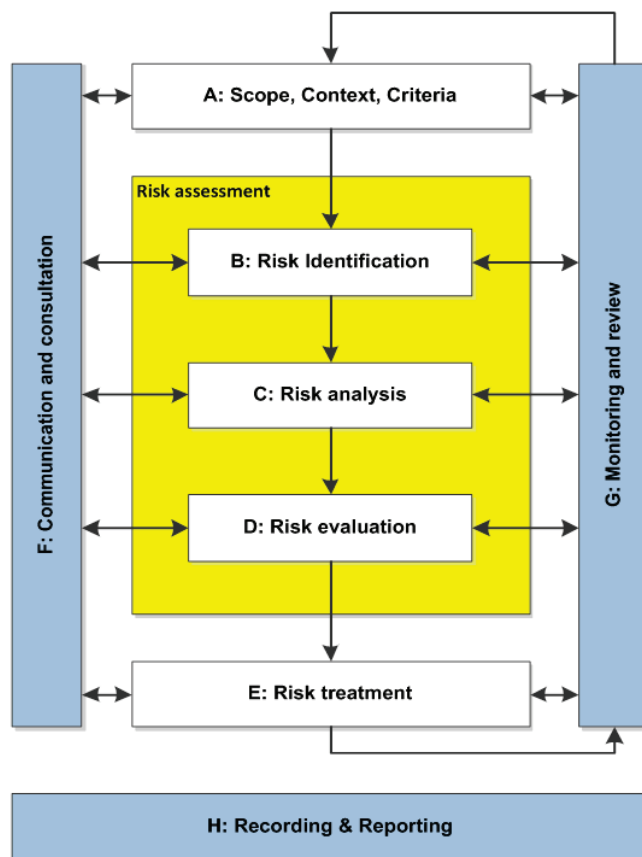 A: Scope, Context, Criteria
Risk assessment
B: Risk Identification
C: Risk analysis
D: Risk evaluation
E: Risk treatment
F: Communication and consultation
G: Monitoring and review
H: Recording & Reporting